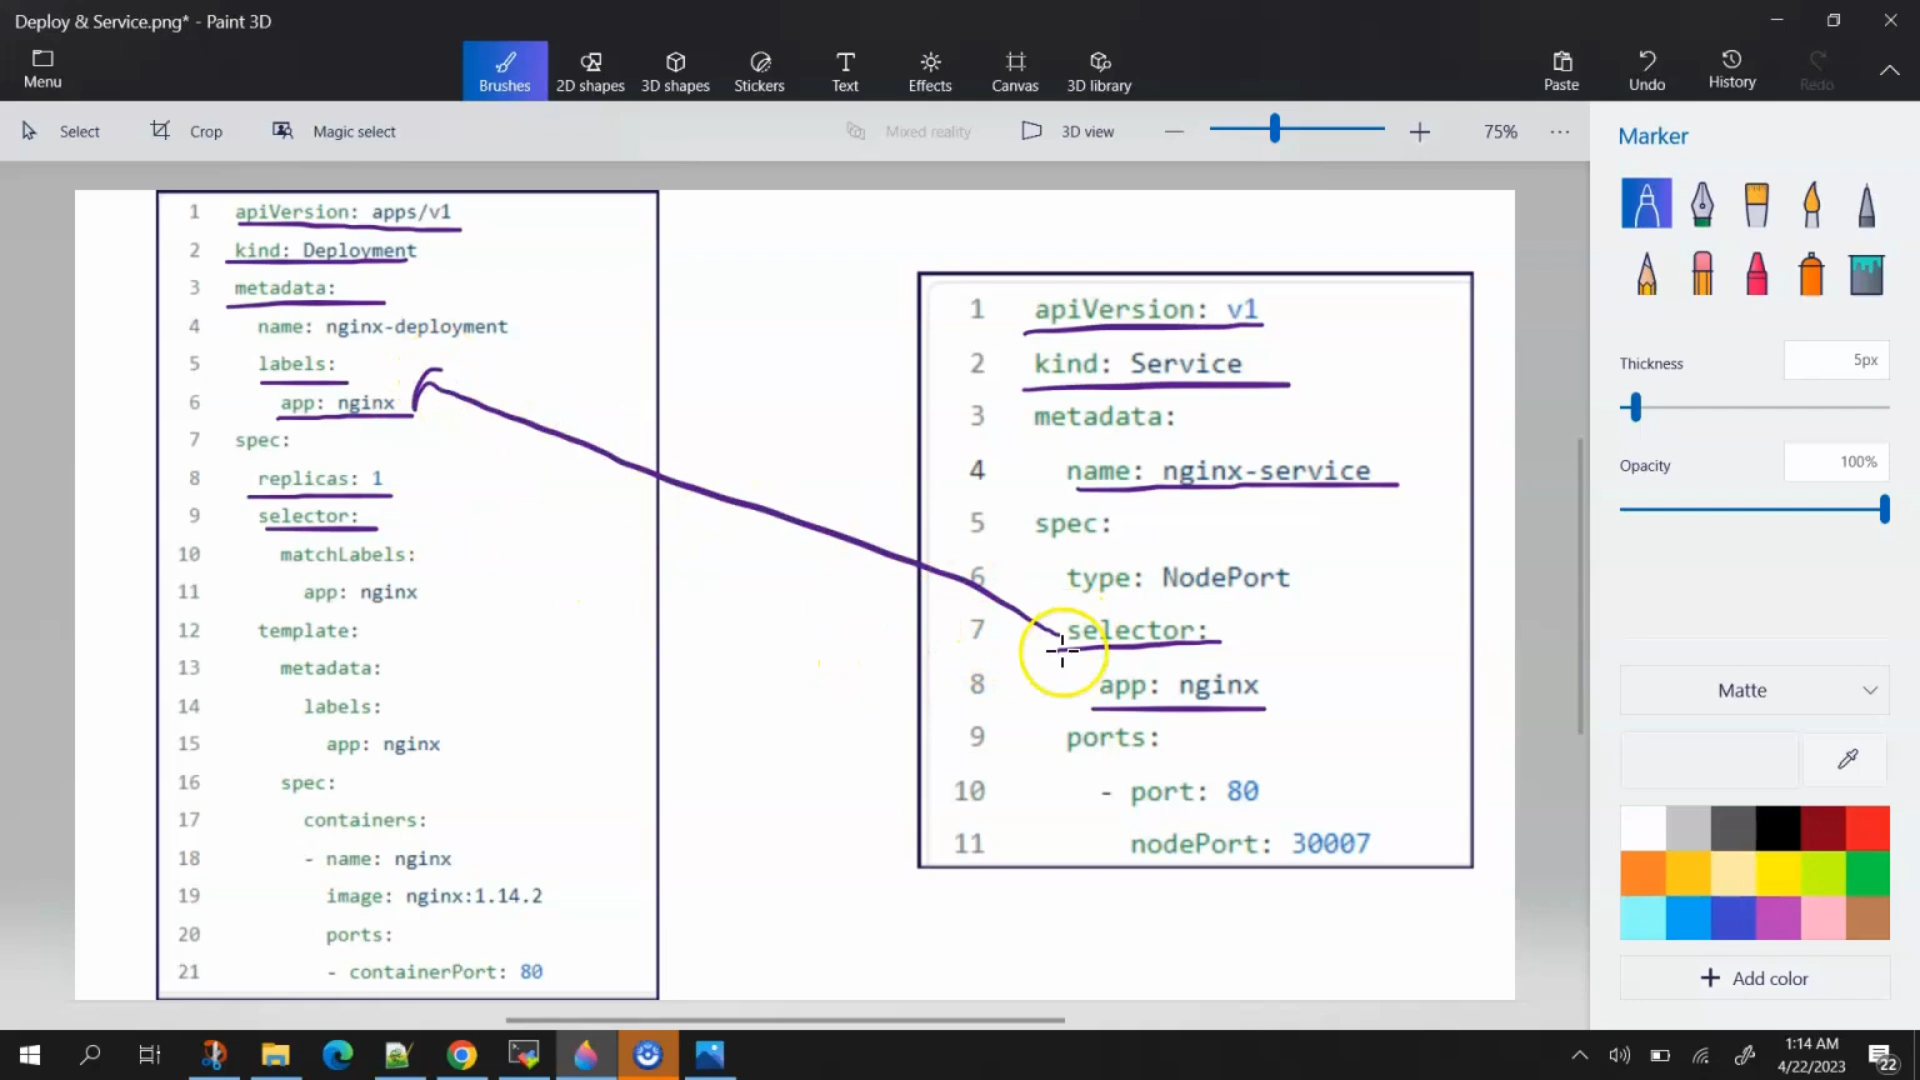 Deploy & Service.png* - Paint 3D
Menu
Brushes
2D shapes
3D shapes
Stickers
Text
Effects
Canvas
3D library
Paste
Undo
History
Redo
Select
Crop
Magic select
Mixed reality
3D view
75%
Marker
Thickness
5px
Opacity
100%
Matte
Add color
1 apiVersion: apps/v1
2 kind: Deployment
3 metadata:
4 name: nginx-deployment
5 labels:
6 app: nginx
7 spec:
8 replicas: 1
9 selector:
10 matchLabels:
11 app: nginx
12 template:
13 metadata:
14 labels:
15 app: nginx
16 spec:
17 containers:
18 - name: nginx
19 image: nginx:1.14.2
20 ports:
21 - containerPort: 80
1 apiVersion: v1
2 kind: Service
3 metadata:
4 name: nginx-service
5 spec:
6 type: NodePort
7 selector:
8 app: nginx
9 ports:
10 - port: 80
11 nodePort: 30007
1:14 AM
4/22/2023
22